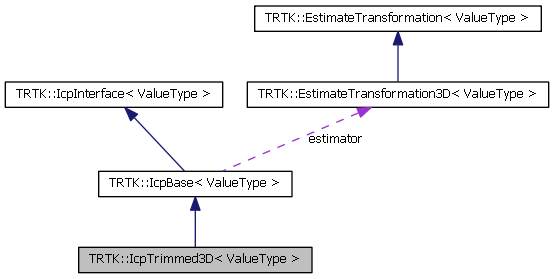 TRTK::EstimateTransformation< ValueType >
TRTK::IcpInterface< ValueType >
TRTK::EstimateTransformation3D< ValueType >
estimator
TRTK::IcpBase< ValueType >
TRTK::IcpTrimmed3D< ValueType >